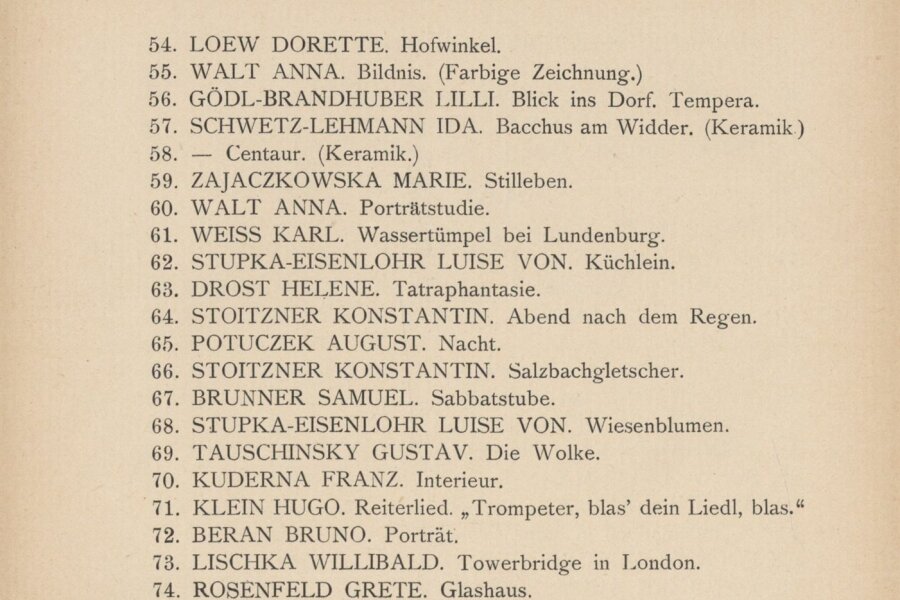 54. LOEW DORETTE. Hofwinkel.
55. WALT ANNA. Bildnis. (Farbige Zeichnung.)
56. GÖDL-BRANDHUBER LILLI. Blick ins Dorf. Tempera.
57. SCHWETZ-LEHMANN IDA. Bacchus am Widder. (Keramik.)
58. — Centaur. (Keramik.)
59. ZAJACZKOWSKA MARIE. Stilleben.
60. WALT ANNA. Porträtstudie.
61. WEISS KARL. Wassertümpel bei Lundenburg.
62. STUPKA-EISENLOHR LUISE VON. Küchlein.
63. DROST HELENE. Tatraphantasie.
64. STOITZNER KONSTANTIN. Abend nach dem Regen.
65. POTUCZEK AUGUST. Nacht.
66. STOITZNER KONSTANTIN. Salzbachgletscher.
67. BRUNNER SAMUEL. Sabbatstube.
68. STUPKA-EISENLOHR LUISE VON. Wiesenblumen.
69. TAUSCHINSKY GUSTAV. Die Wolke.
70. KUDERNA FRANZ. Interieur.
71. KLEIN HUGO. Reiterlied. „Trompeter, blas’ dein Liedl, blas.“
72. BERAN BRUNO. Porträt.
73. LISCHKA WILLIBALD. Towerbridge in London.
74. ROSENFELD GRETE. Glashaus.